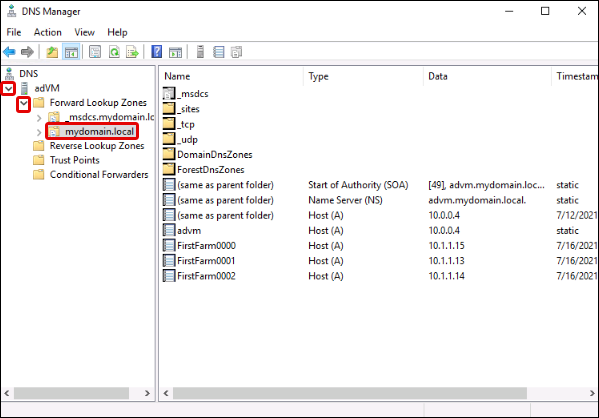 DNS Manager
File Action View Help
DNS
adVM
Forward Lookup Zones
_msdcs.mydomain.lc
mydomain.local
Reverse Lookup Zones
Trust Points
Conditional Forwarders
Name Type Data Timestam
_msdcs
_sites
_tcp
_udp
DomainDnsZones
ForestDnsZones
(same as parent folder) Start of Authority (SOA) [49], advm.mydomain.loc... static
(same as parent folder) Name Server (NS) advm.mydomain.local. static
(same as parent folder) Host (A) 10.0.0.4 7/12/2021
advm Host (A) 10.0.0.4 static
FirstFarm0000 Host (A) 10.1.1.15 7/16/2021
FirstFarm0001 Host (A) 10.1.1.13 7/16/2021
FirstFarm0002 Host (A) 10.1.1.14 7/16/2021